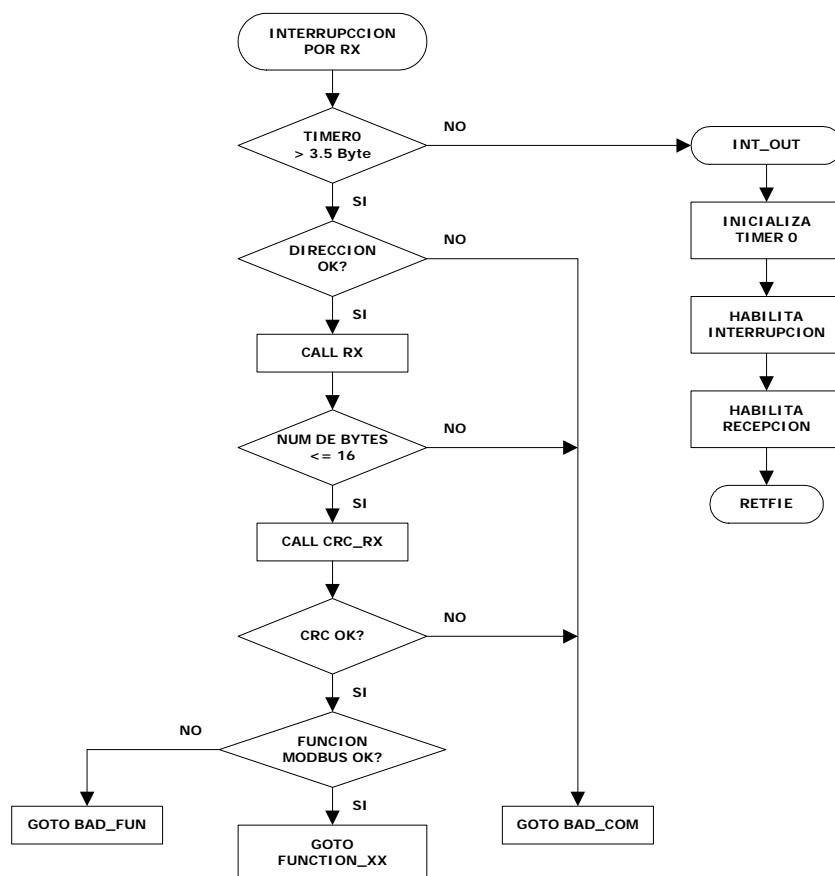 INTERRUPCCION
POR RX
TIMER0
> 3.5 Byte
NO
INT_OUT
SI
INICIALIZA
TIMER 0
DIRECCION
OK?
NO
SI
HABILITA
INTERRUPCION
CALL RX
HABILITA
RECEPCION
NUM DE BYTES
<= 16
NO
RETFIE
SI
CALL CRC_RX
CRC OK?
NO
SI
NO
FUNCION
MODBUS OK?
SI
GOTO BAD_FUN
GOTO
FUNCTION_XX
GOTO BAD_COM